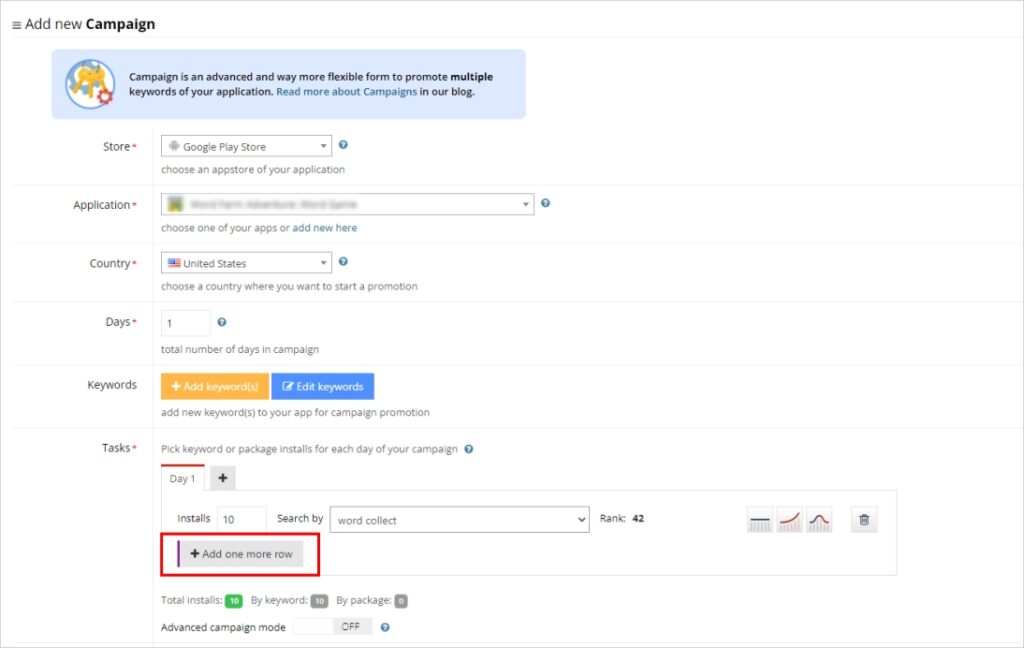 ≡ Add new Campaign
Campaign is an advanced and way more flexible form to promote multiple
keywords of your application. Read more about Campaigns in our blog.
Store* Google Play Store
choose an appstore of your application
Application*
choose one of your apps or add new here
Country* United States
choose a country where you want to start a promotion
Days* 1
total number of days in campaign
Keywords + Add keyword(s) Edit keywords
add new keyword(s) to your app for campaign promotion
Tasks* Pick keyword or package installs for each day of your campaign
Day 1 +
Installs 10 Search by word collect Rank: 42
+ Add one more row
Total installs: 10 By keyword: 10 By package: 0
Advanced campaign mode OFF